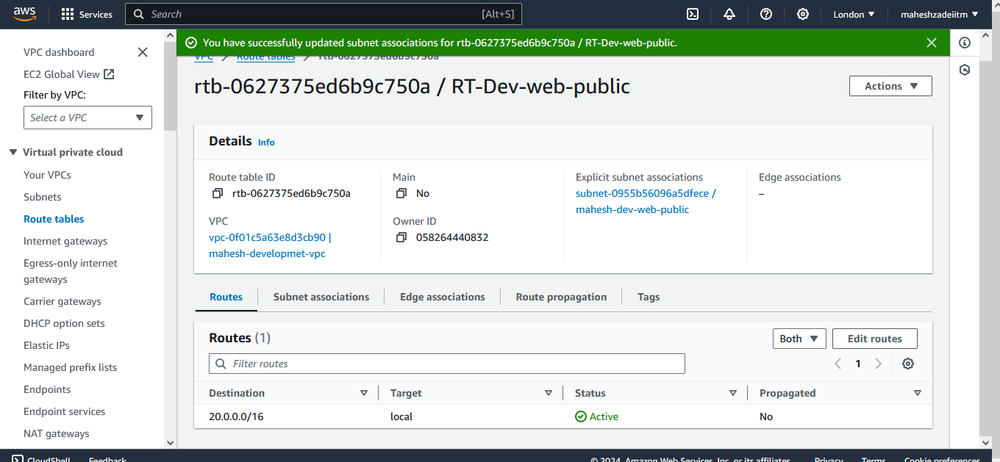 aws
Services
Search
[Alt+S]
London
maheshzadeiitm
VPC dashboard
EC2 Global View
Filter by VPC:
Select a VPC
Virtual private cloud
Your VPCs
Subnets
Route tables
Internet gateways
Egress-only internet
gateways
Carrier gateways
DHCP option sets
Elastic IPs
Managed prefix lists
Endpoints
Endpoint services
NAT gateways
You have successfully updated subnet associations for rtb-0627375ed6b9c750a / RT-Dev-web-public.
VPC
Route tables
rtb-0627375ed6b9c750a
rtb-0627375ed6b9c750a / RT-Dev-web-public
Actions
Details Info
Route table ID
rtb-0627375ed6b9c750a
Main
No
Explicit subnet associations
subnet-0955b56096a5dfece /
mahesh-dev-web-public
Edge associations
–
VPC
vpc-0f01c5a63e8d3cb90 |
mahesh-developmet-vpc
Owner ID
058264440832
Routes
Subnet associations
Edge associations
Route propagation
Tags
Routes (1)
Both
Edit routes
Filter routes
1
Destination
Target
Status
Propagated
20.0.0.0/16
local
Active
No
CloudShell
Feedback
© 2024, Amazon Web Services, Inc. or its affiliates.
Privacy
Terms
Cookie preferences